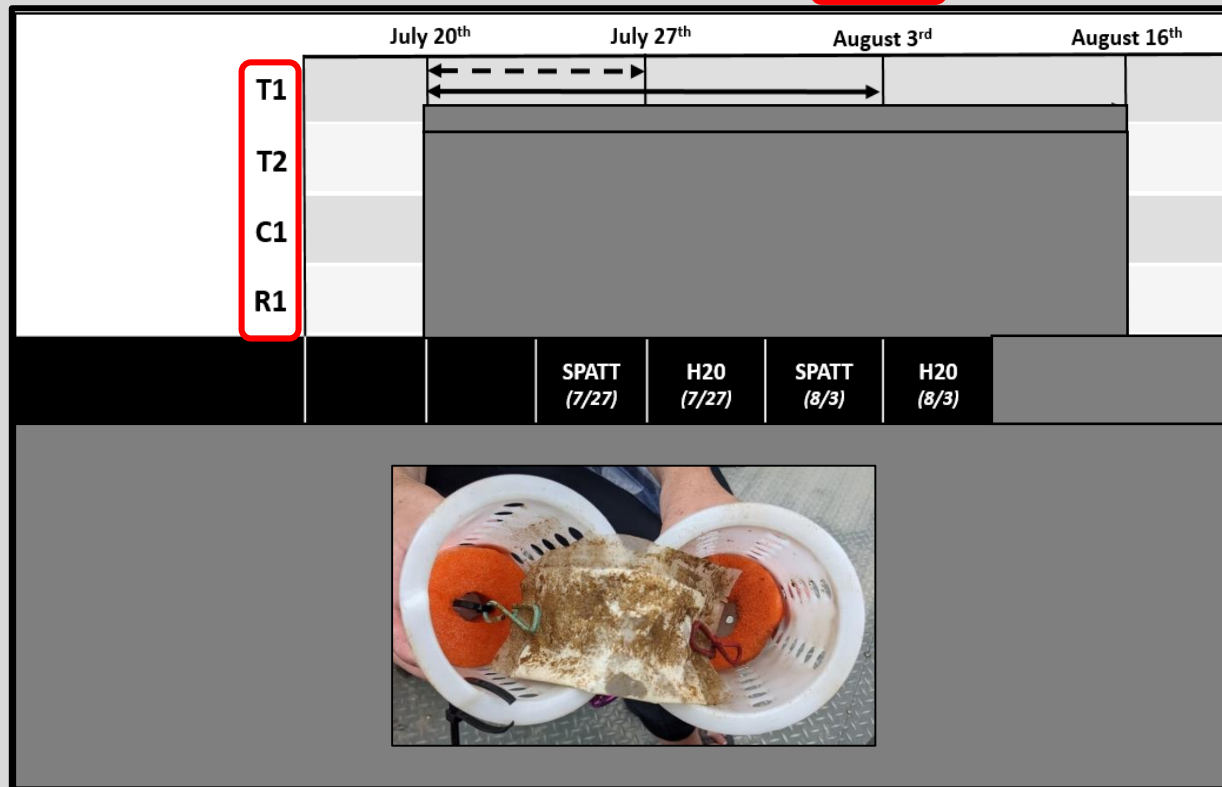 July 20th July 27th August 3rd August 16th
T1
T2
C1
R1
SPATT H20 SPATT H20
(7/27) (7/27) (8/3) (8/3)